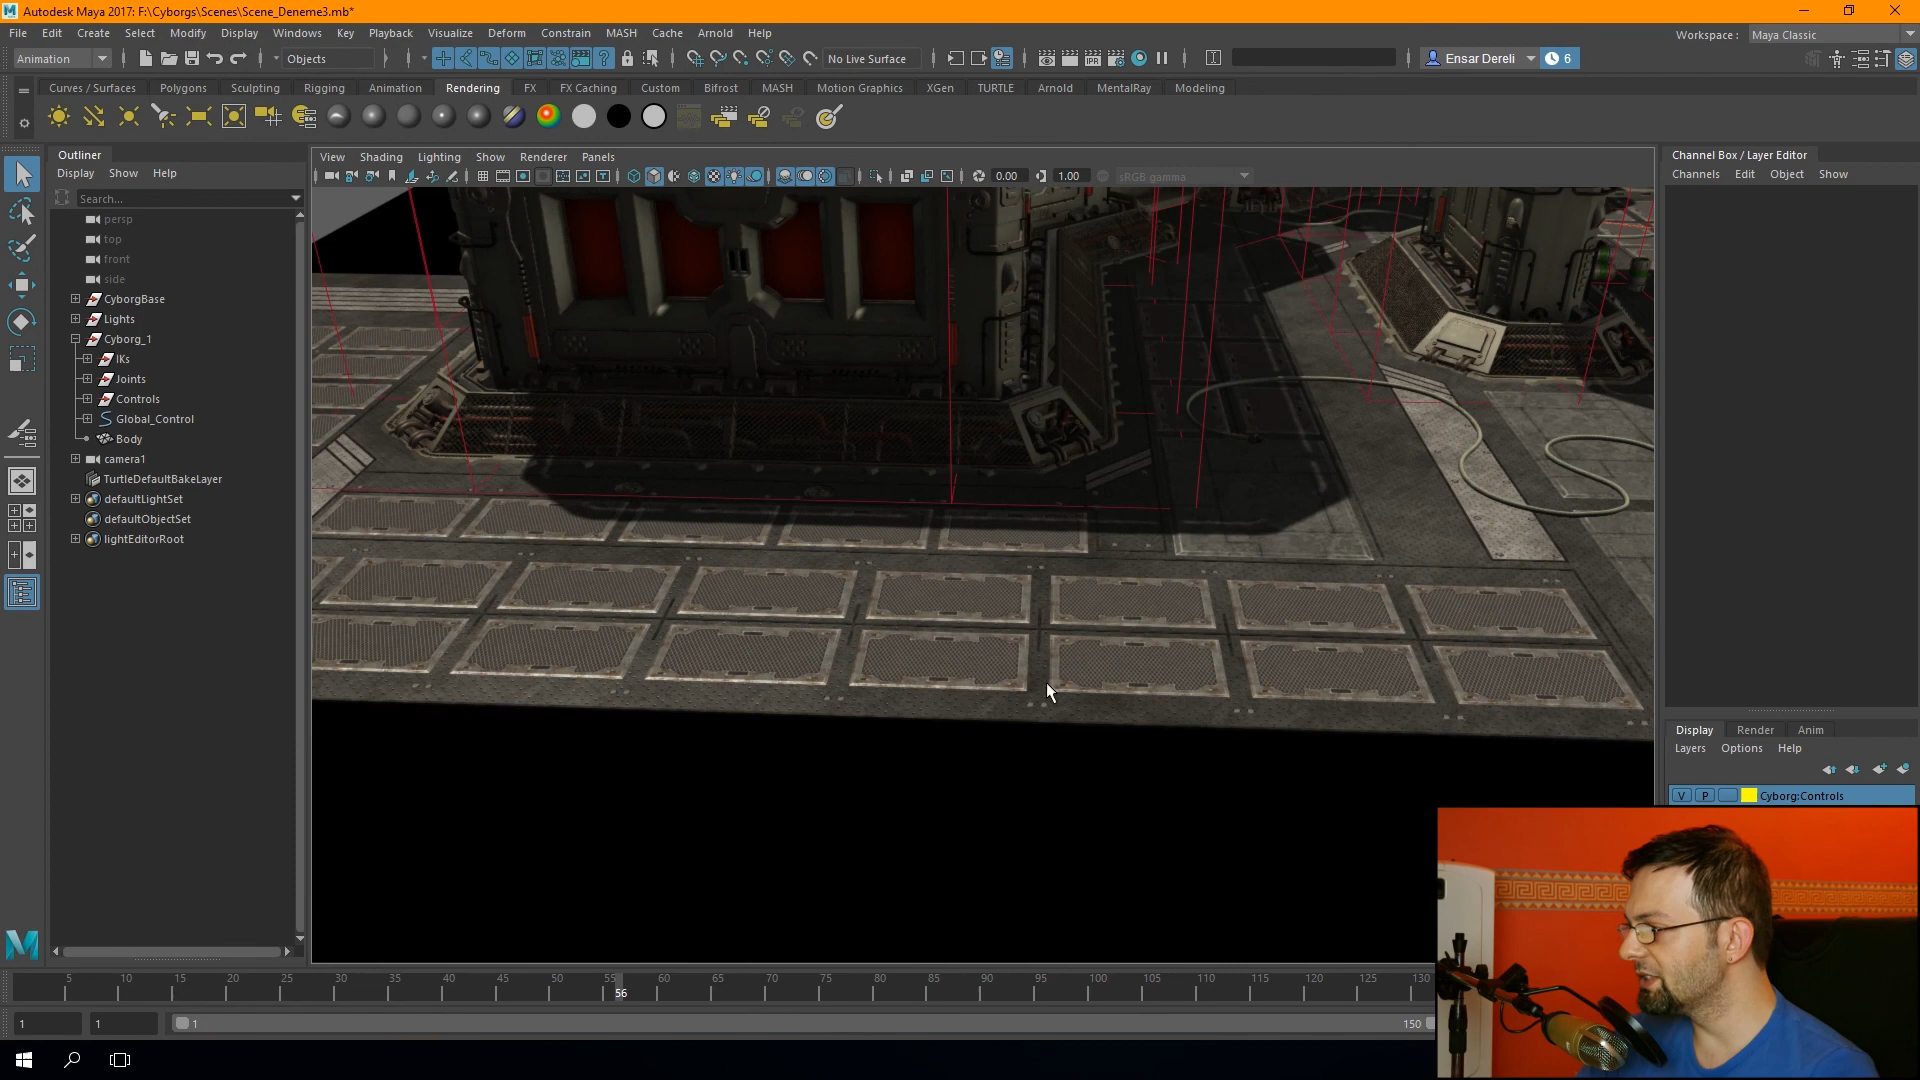 Autodesk Maya 2017: F:\Cyborgs\Scenes\Scene_Deneme3.mb*
File Edit Create Select Modify Display Windows Key Playback Visualize Deform Constrain MASH Cache Arnold Help
Workspace : Maya Classic
Animation Objects No Live Surface IPR Ensar Dereli 6
Curves / Surfaces Polygons Sculpting Rigging Animation Rendering FX FX Caching Custom Bifrost MASH Motion Graphics XGen TURTLE Arnold MentalRay Modeling
Outliner
Display Show Help
Search...
persp
top
front
side
CyborgBase
Lights
Cyborg_1
IKs
Joints
Controls
Global_Control
Body
camera1
TurtleDefaultBakeLayer
defaultLightSet
defaultObjectSet
lightEditorRoot
View Shading Lighting Show Renderer Panels
0.00 1.00 sRGB gamma
Channel Box / Layer Editor
Channels Edit Object Show
Display Render Anim
Layers Options Help
V P Cyborg:Controls
5 10 15 20 25 30 35 40 45 50 55 60 65 70 75 80 85 90 95 100 105 110 115 120 125 130
56
1 1 1 150